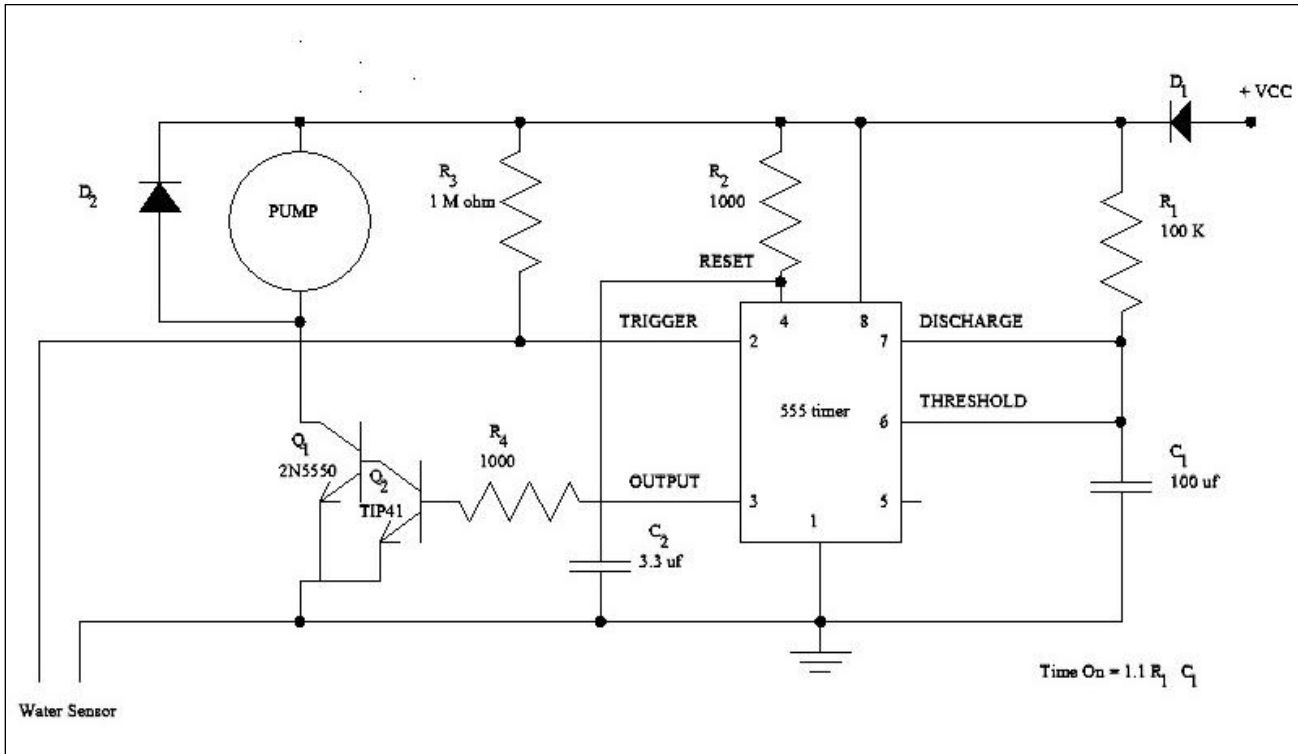 D1
+ VCC
D2
PUMP
R3
1 M ohm
R2
1000
R1
100 K
RESET
TRIGGER
4
8
DISCHARGE
2
7
555 timer
THRESHOLD
6
Q1
2N5550
Q2
TIP41
R4
1000
OUTPUT
3
5
1
C1
100 uf
C2
3.3 uf
Time On = 1.1 R1 C1
Water Sensor